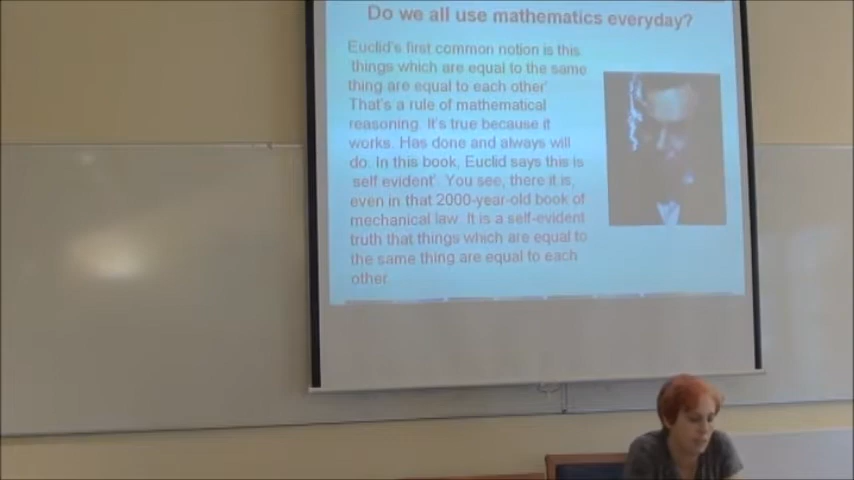 Do we all use mathematics everyday?
Euclid's first common notion is this
things which are equal to the same
thing are equal to each other'
That's a rule of mathematical
reasoning. It's true because it
works. Has done and always will
do. In this book, Euclid says this is
'self evident'. You see, there it is,
even in that 2000-year-old book of
mechanical law. It is a self-evident
truth that things which are equal to
the same thing are equal to each
other